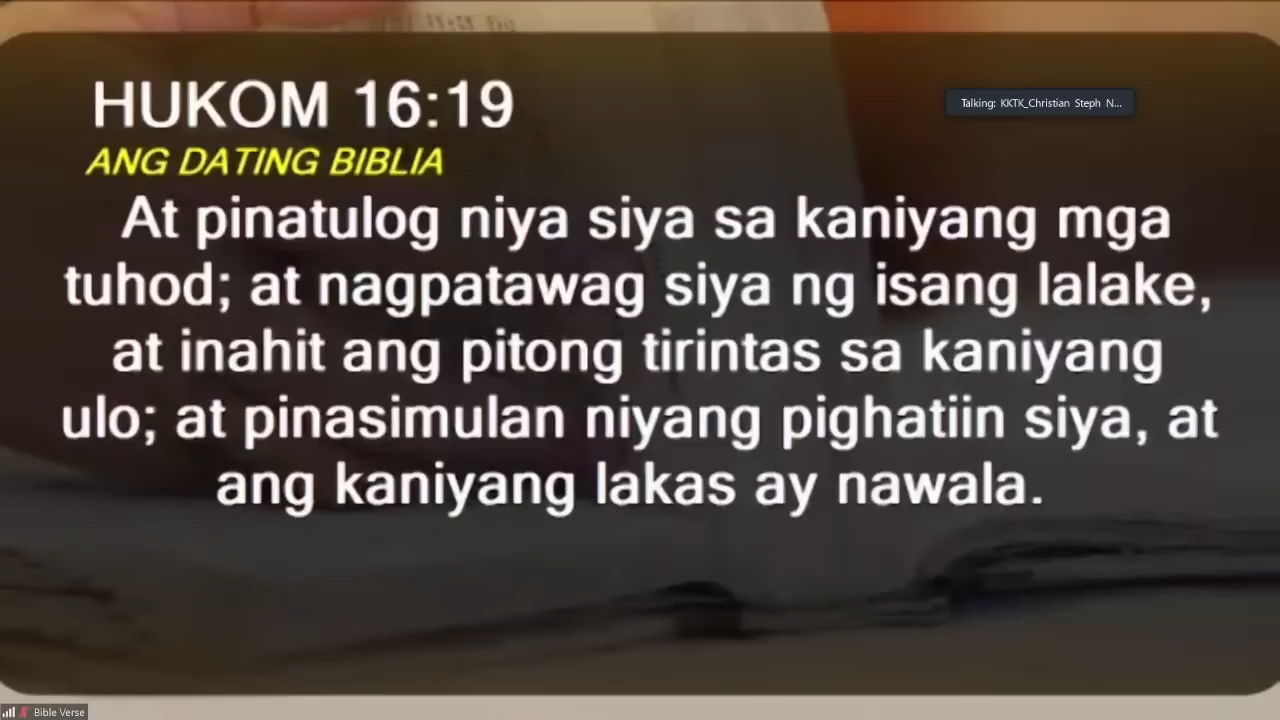 HUKOM 16:19
Talking: KKTK_Christian Steph N...
ANG DATING BIBLIA
At pinatulog niya siya sa kaniyang mga
tuhod; at nagpatawag siya ng isang lalake,
at inahit ang pitong tirintas sa kaniyang
ulo; at pinasimulan niyang pighatiin siya, at
ang kaniyang lakas ay nawala.
Bible Verse